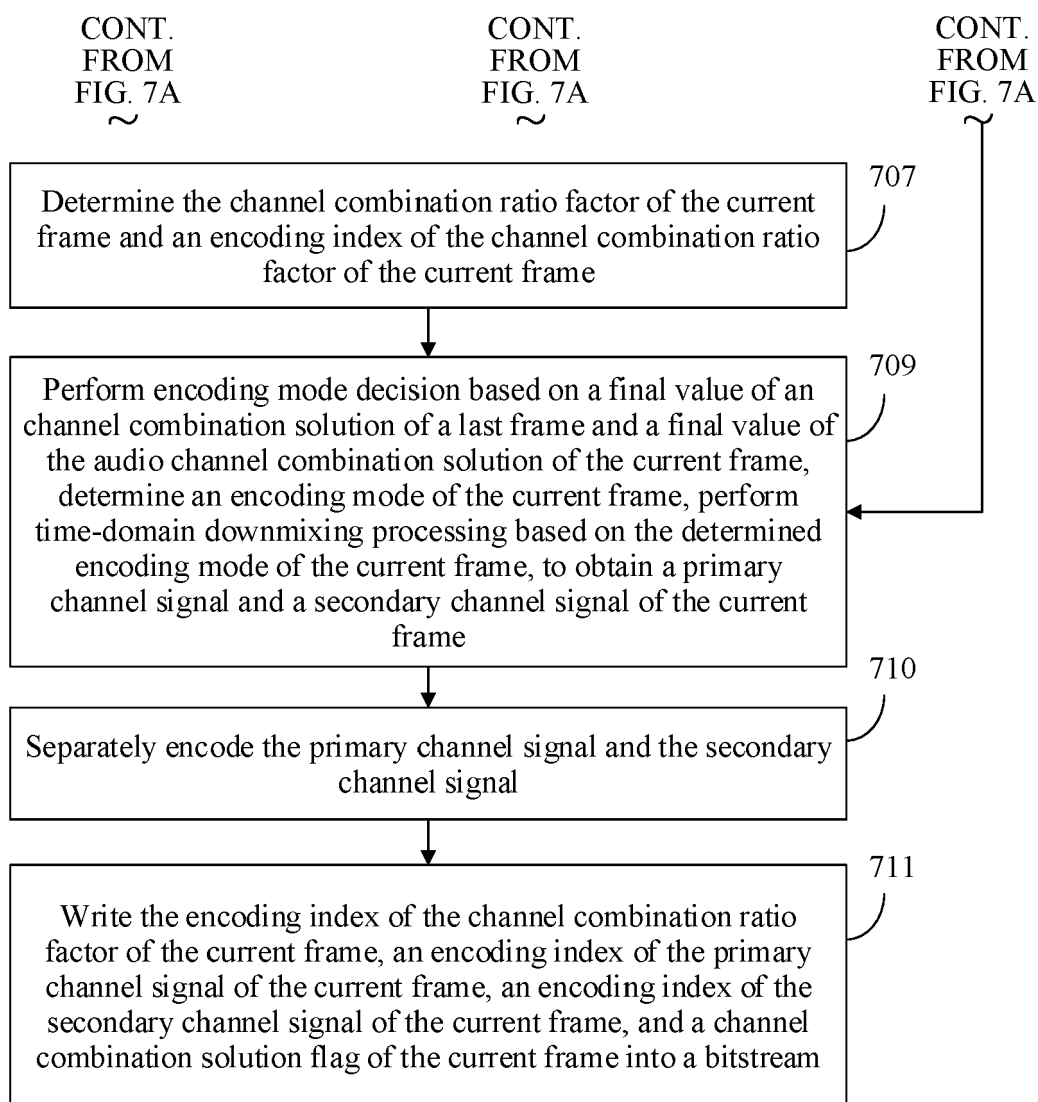 CONT.
FROM
FIG. 7A
~
CONT.
FROM
FIG. 7A
~
CONT.
FROM
FIG. 7A
~
707
Determine the channel combination ratio factor of the current
frame and an encoding index of the channel combination ratio
factor of the current frame
709
Perform encoding mode decision based on a final value of an
channel combination solution of a last frame and a final value of
the audio channel combination solution of the current frame,
determine an encoding mode of the current frame, perform
time-domain downmixing processing based on the determined
encoding mode of the current frame, to obtain a primary
channel signal and a secondary channel signal of the current
frame
710
Separately encode the primary channel signal and the secondary
channel signal
711
Write the encoding index of the channel combination ratio
factor of the current frame, an encoding index of the primary
channel signal of the current frame, an encoding index of the
secondary channel signal of the current frame, and a channel
combination solution flag of the current frame into a bitstream